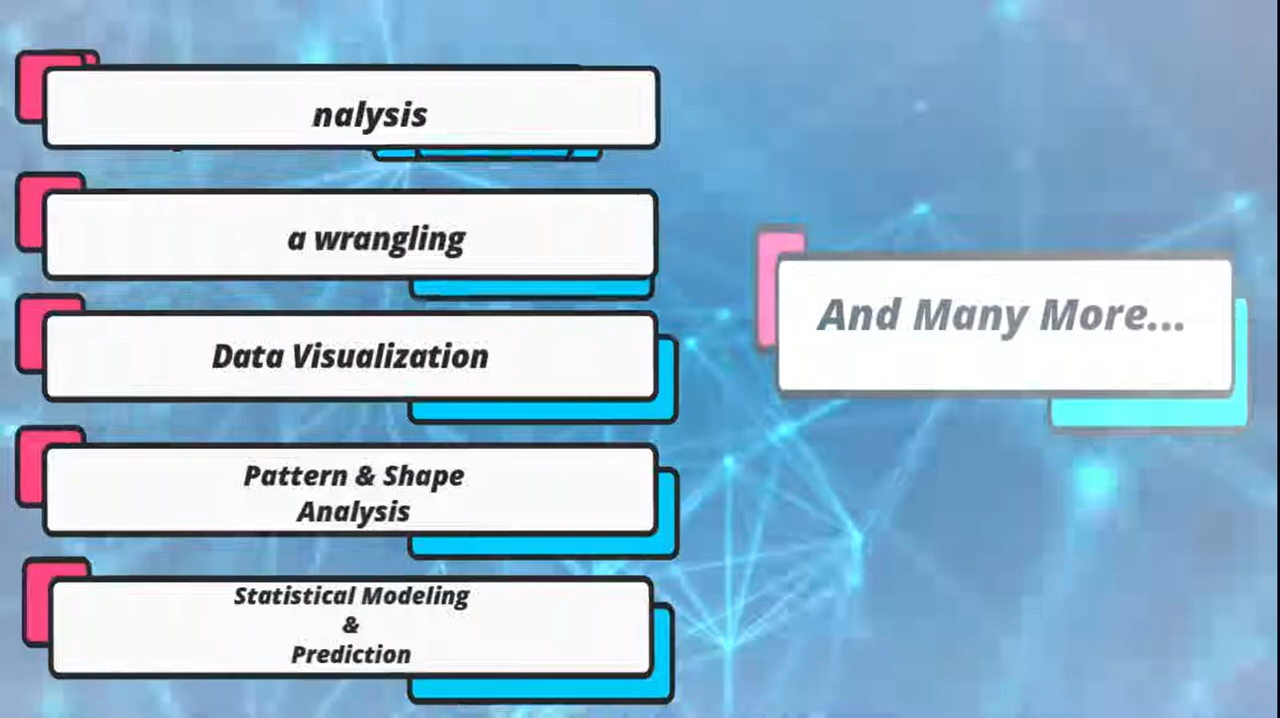 nalysis
a wrangling
Data Visualization
Pattern & Shape
Analysis
Statistical Modeling
&
Prediction
And Many More...